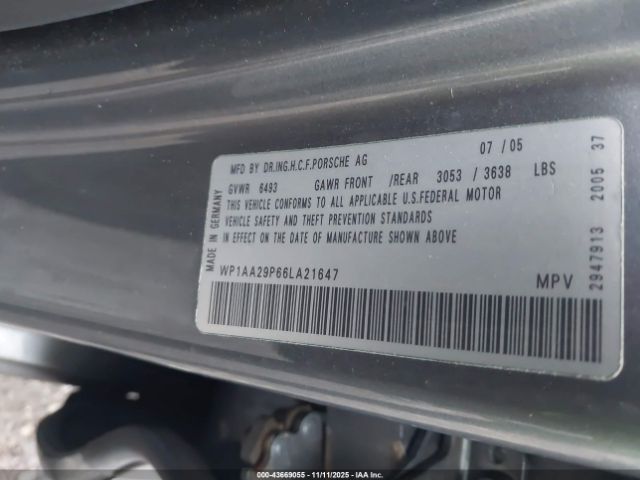 MFD BY DR.ING.H.C.F.PORSCHE AG 07 / 05
GVWR 6493 GAWR FRONT /REAR 3053 / 3638 LBS
THIS VEHICLE CONFORMS TO ALL APPLICABLE U.S.FEDERAL MOTOR
VEHICLE SAFETY AND THEFT PREVENTION STANDARDS
IN EFFECT ON THE DATE OF MANUFACTURE SHOWN ABOVE
WP1AA29P66LA21647 MPV
MADE IN GERMANY
2947913 2005 37
000-43669055 - 11/11/2025 - IAA Inc.